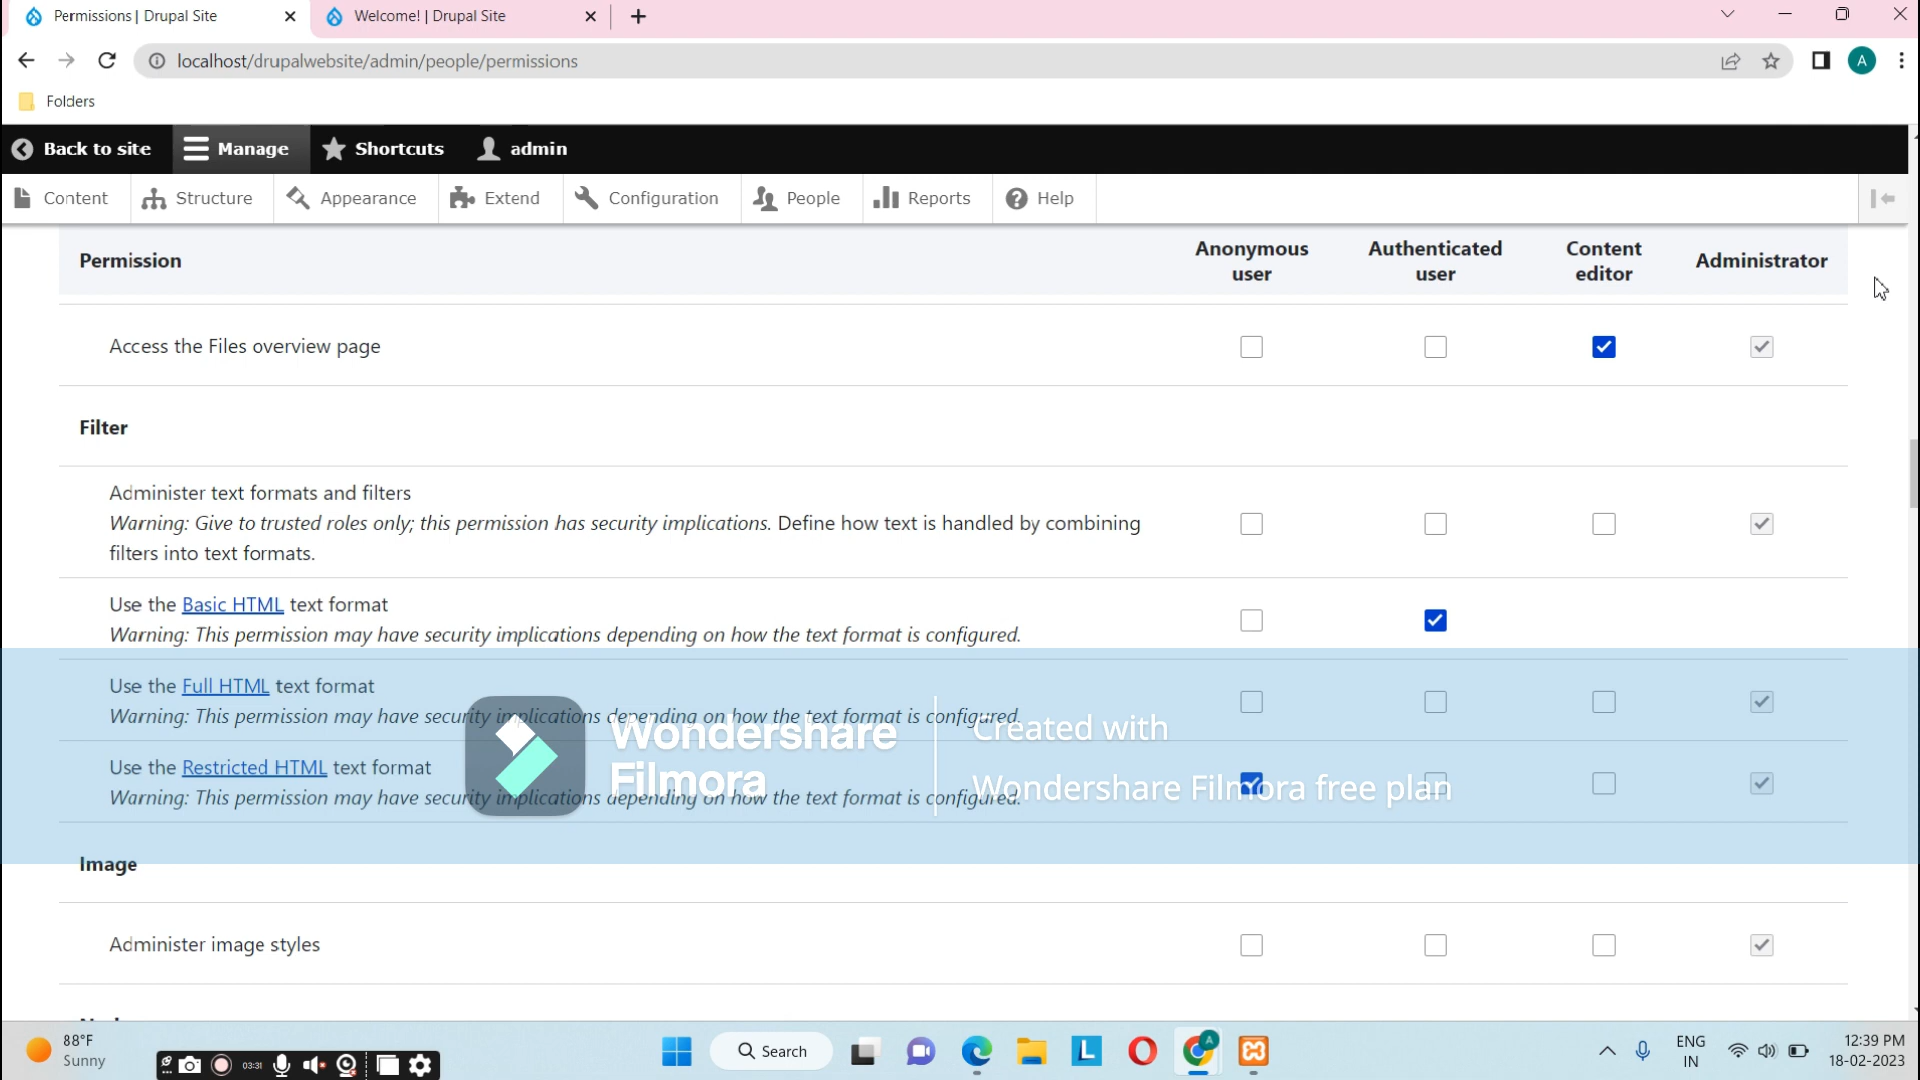 Permissions | Drupal Site
Welcome! | Drupal Site
localhost/drupalwebsite/admin/people/permissions
A
Folders
Back to site
Manage
Shortcuts
admin
Content
Structure
Appearance
Extend
Configuration
People
Reports
Help
Permission
Anonymous
user
Authenticated
user
Content
editor
Administrator
Access the Files overview page
Filter
Administer text formats and filters
Warning: Give to trusted roles only; this permission has security implications. Define how text is handled by combining
filters into text formats.
Use the Basic HTML text format
Warning: This permission may have security implications depending on how the text format is configured.
Use the Full HTML text format
Warning: This permission may have security implications depending on how the text format is configured.
Use the Restricted HTML text format
Warning: This permission may have security implications depending on how the text format is configured.
Wondershare
Filmora
Created with
Wondershare Filmora free plan
Image
Administer image styles
88°F
Sunny
03:31
Search
L
A
ENG
IN
12:39 PM
18-02-2023